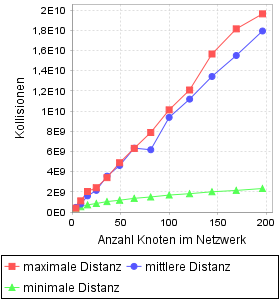 Kollisionen
2E10
1.8E10
1.6E10
1.4E10
1.2E10
1E10
8E9
6E9
4E9
2E9
0E0
0
50
100
150
200
Anzahl Knoten im Netzwerk
maximale Distanz
mittlere Distanz
minimale Distanz